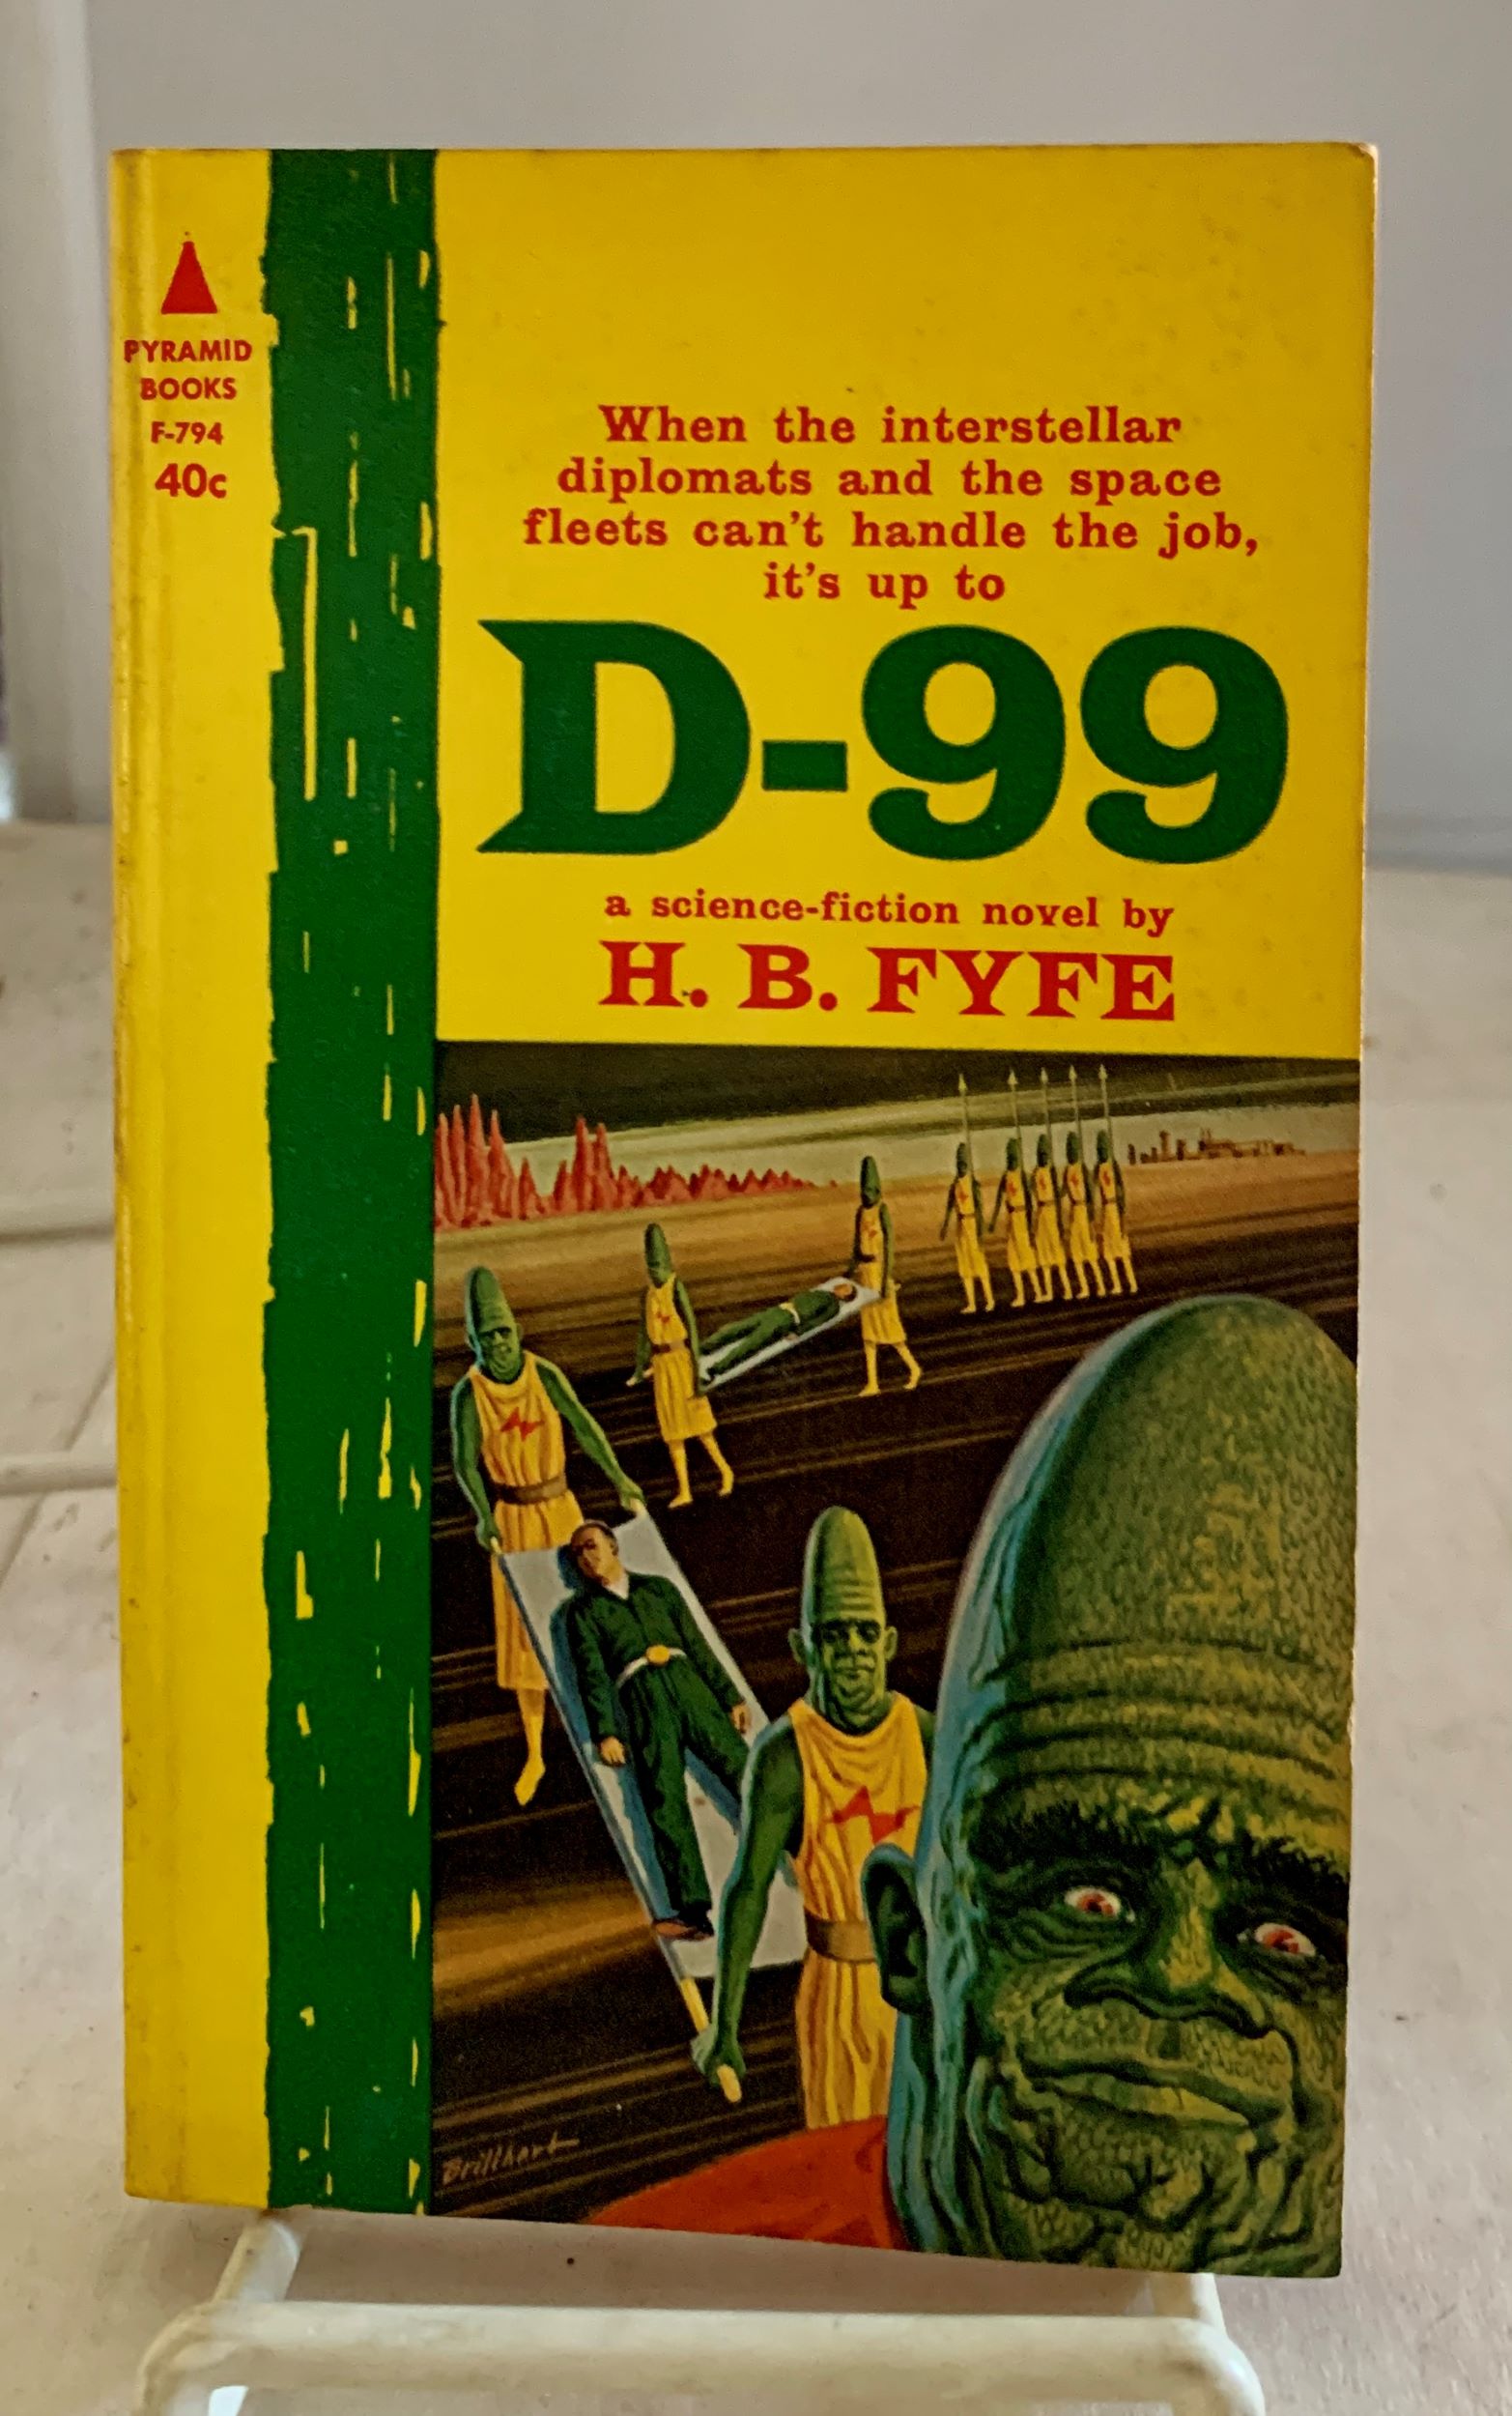 PYRAMID
BOOKS
F-794
40c
When the interstellar
diplomats and the space
fleets can't handle the job,
it's up to
D-99
a science-fiction novel by
H. B. FYFE
Brillhart